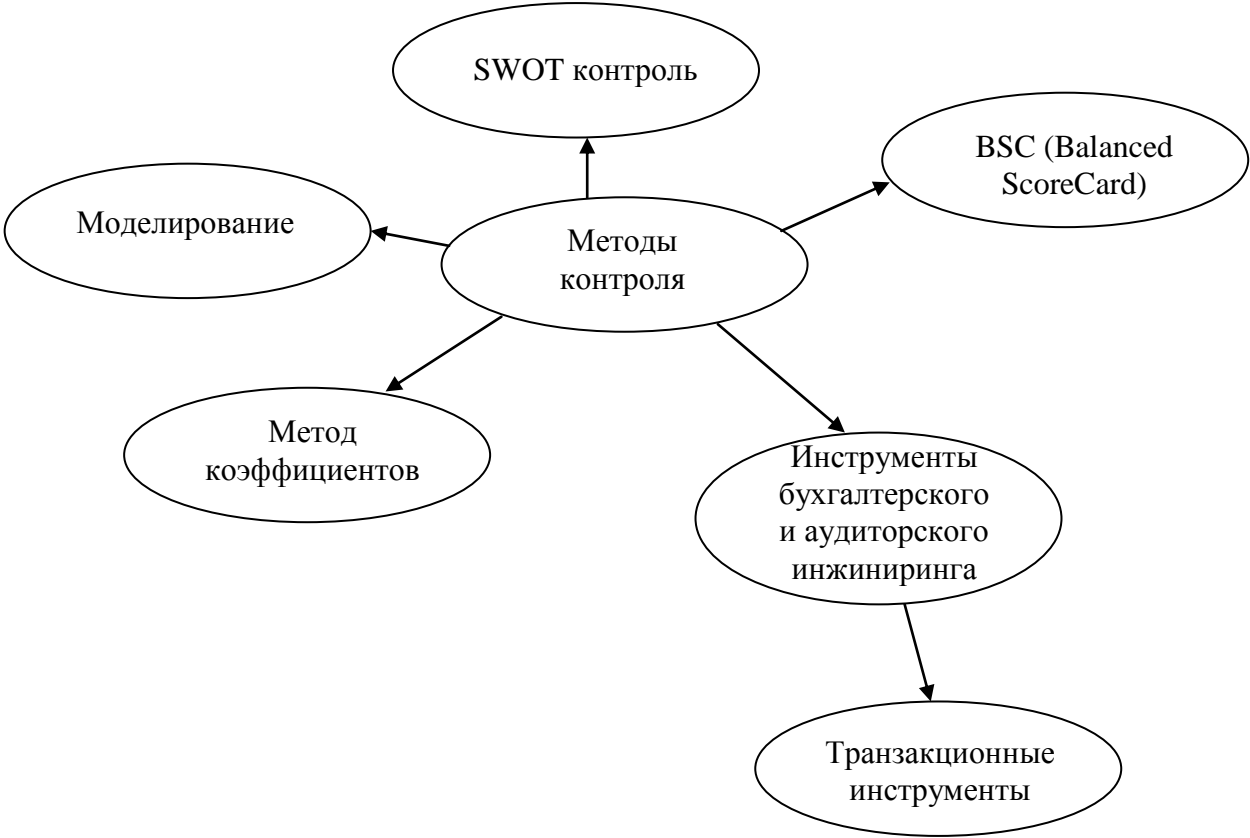 SWOT контроль
BSC (Balanced
ScoreCard)
Моделирование
Методы
контроля
Метод
коэффициентов
Инструменты
бухгалтерского
и аудиторского
инжиниринга
Транзакционные
инструменты